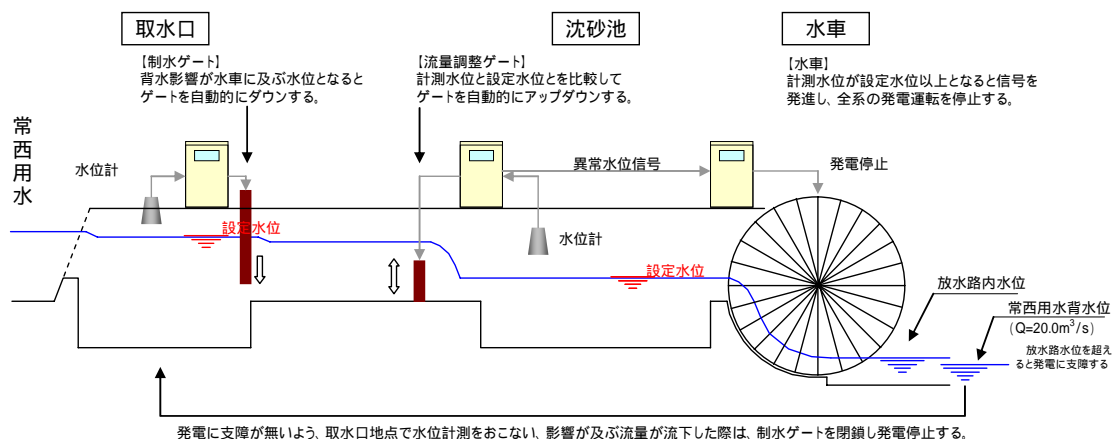 取水口
沈砂池
水車
【制水ゲート】
背水影響が水車に及ぶ水位となると
ゲートを自動的にダウンする。
【流量調整ゲート】
計測水位と設定水位とを比較して
ゲートを自動的にアップダウンする。
【水車】
計測水位が設定水位以上となると信号を
発進し、全系の発電運転を停止する。
常西用水
水位計
異常水位信号
発電停止
設定水位
水位計
設定水位
放水路内水位
常西用水背水位
(Q=20.0m³/s)
放水路水位を超え
ると発電に支障する
発電に支障が無いよう、取水口地点で水位計測をおこない、影響が及ぶ流量が流下した際は、制水ゲートを閉鎖し発電停止する。